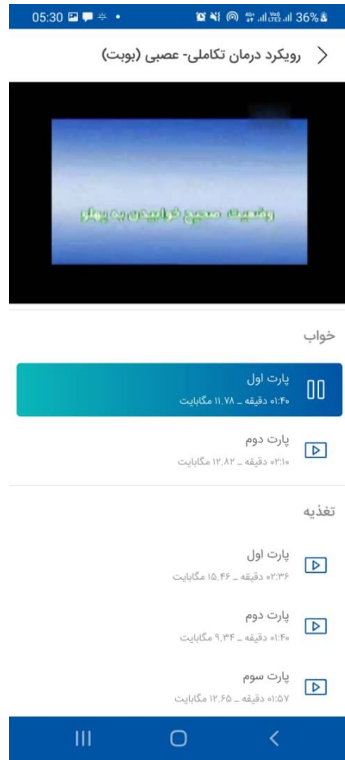 05:30
36%
رویکرد درمان تکاملی- عصبی (بوبت)
وضعیت صحیح خوابیدن به پهلو
خواب
پارت اول
۰۱:۴۰ دقیقه _ ۱۱.۷۸ مگابایت
پارت دوم
۰۲:۱۰ دقیقه _ ۱۲.۸۲ مگابایت
تغذیه
پارت اول
۰۲:۳۶ دقیقه _ ۱۵.۴۶ مگابایت
پارت دوم
۰۱:۴۰ دقیقه _ ۹.۳۴ مگابایت
پارت سوم
۰۱:۵۷ دقیقه _ ۱۲.۶۵ مگابایت